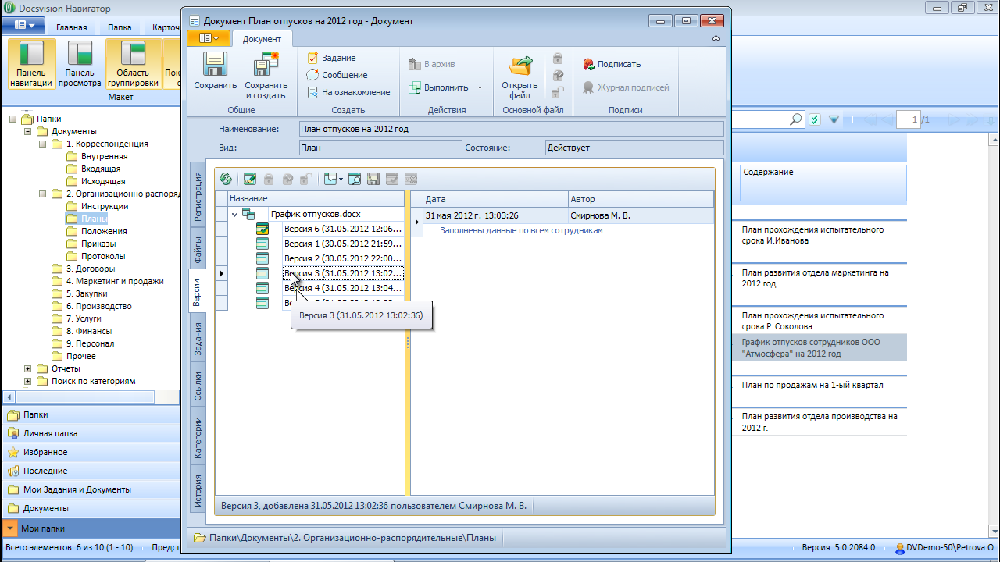 Docsvision Навигатор
Главная
Папка
Карточ
Панель
навигации
Панель
просмотра
Область
группировки
Макет
Папки
Документы
1. Корреспонденция
Внутренняя
Входящая
Исходящая
2. Организационно-распоряд
Инструкции
Планы
Положения
Приказы
Протоколы
3. Договоры
4. Маркетинг и продажи
5. Закупки
6. Производство
7. Услуги
8. Финансы
9. Персонал
Прочее
Отчеты
Поиск по категориям
Папки
Личная папка
Избранное
Последние
Мои Задания и Документы
Документы
Мои папки
Всего элементов: 6 из 10 (1 - 10)
Предст
Документ План отпусков на 2012 год - Документ
Документ
Сохранить
Сохранить
и создать
Общие
Задание
Сообщение
На ознакомление
Создать
В архив
Выполнить
Действия
Открыть
файл
Основной файл
Подписать
Журнал подписей
Подписи
Наименование:
План отпусков на 2012 год
Вид:
План
Состояние:
Действует
Регистрация
Файлы
Версии
Задания
Ссылки
Категории
История
Название
График отпусков.docx
Версия 6 (31.05.2012 12:06...
Версия 1 (30.05.2012 21:59...
Версия 2 (30.05.2012 22:00...
Версия 3 (31.05.2012 13:02...
Версия 4 (31.05.2012 13:04...
Версия 3 (31.05.2012 13:02:36)
Дата
Автор
31 мая 2012 г. 13:03:26
Смирнова М. В.
Заполнены данные по всем сотрудникам
Версия 3, добавлена 31.05.2012 13:02:36 пользователем Смирнова М. В.
Папки\Документы\2. Организационно-распорядительные\Планы
1 /1
Содержание
План прохождения испытательного
срока И.Иванова
План развития отдела маркетинга на
2012 год
План прохождения испытательного
срока Р. Соколова
График отпусков сотрудников ООО
"Атмосфера" на 2012 год
План по продажам на 1-ый квартал
План развития отдела производства на
2012 г.
Версия: 5.0.2084.0
DVDemo-50\Petrova.O